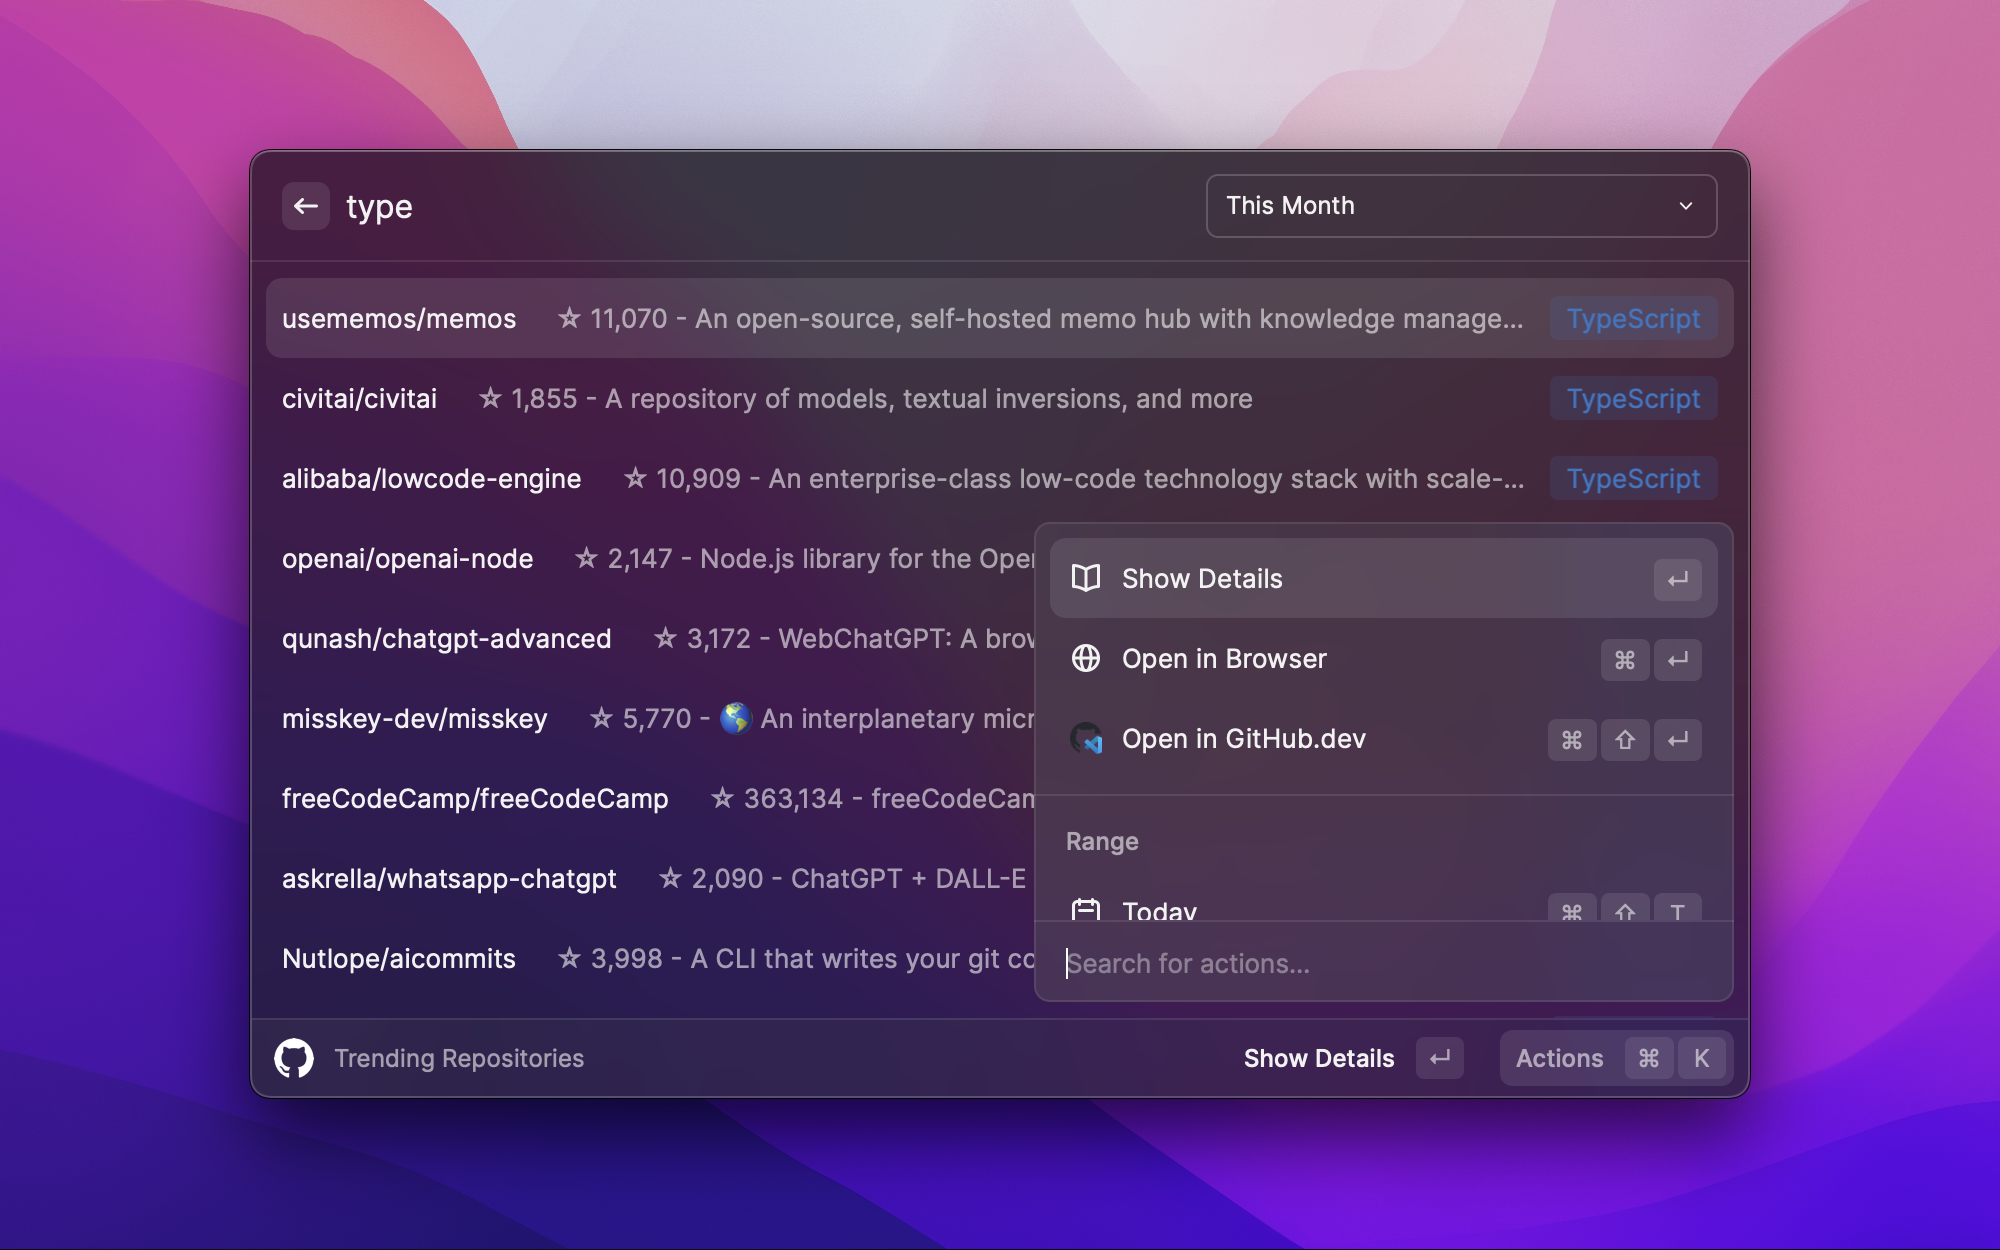 type
This Month
usememos/memos ☆ 11,070 - An open-source, self-hosted memo hub with knowledge manage... TypeScript
civitai/civitai ☆ 1,855 - A repository of models, textual inversions, and more TypeScript
alibaba/lowcode-engine ☆ 10,909 - An enterprise-class low-code technology stack with scale-... TypeScript
openai/openai-node ☆ 2,147 - Node.js library for the Oper
qunash/chatgpt-advanced ☆ 3,172 - WebChatGPT: A brow
misskey-dev/misskey ☆ 5,770 - 🌎 An interplanetary micr
freeCodeCamp/freeCodeCamp ☆ 363,134 - freeCodeCam
askrella/whatsapp-chatgpt ☆ 2,090 - ChatGPT + DALL-E
Nutlope/aicommits ☆ 3,998 - A CLI that writes your git co
Show Details ↵
Open in Browser ⌘ ↵
Open in GitHub.dev ⌘ ⇧ ↵
Range
Today ⌘ ⇧ T
Search for actions...
Trending Repositories
Show Details ↵
Actions ⌘ K